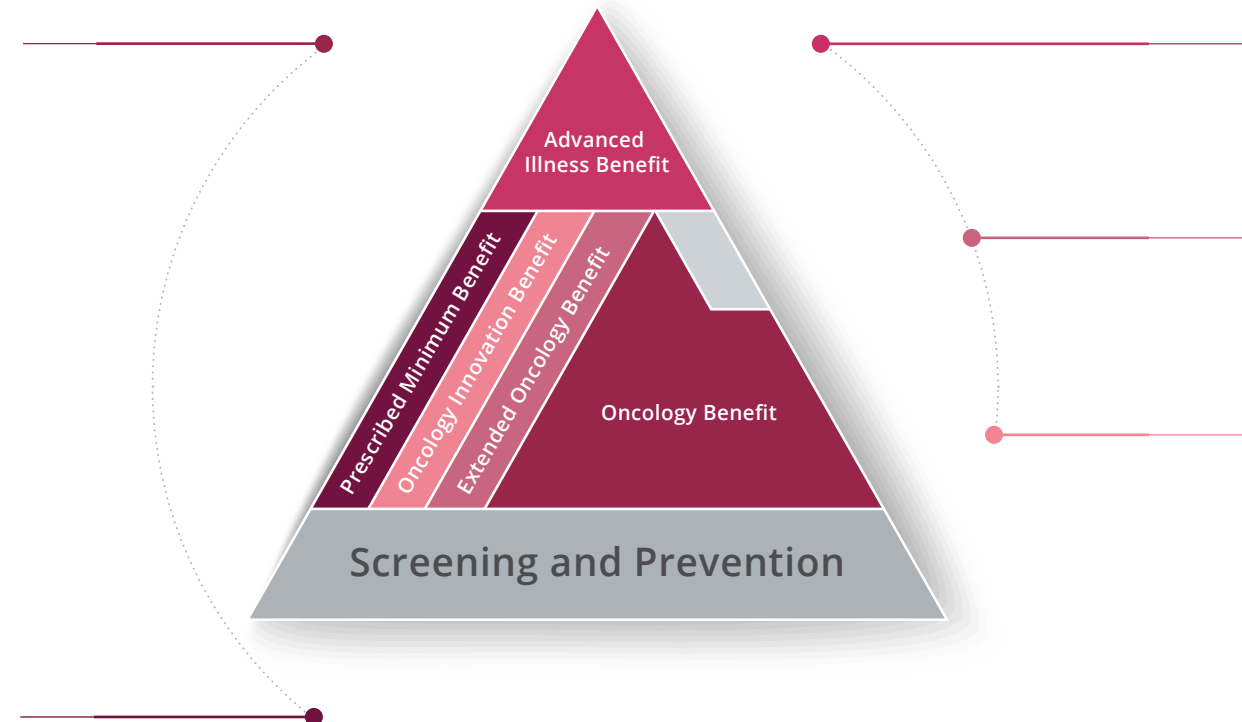 Advanced
Illness Benefit
Prescribed Minimum Benefit
Oncology Innovation Benefit
Extended Oncology Benefit
Oncology Benefit
Screening and Prevention